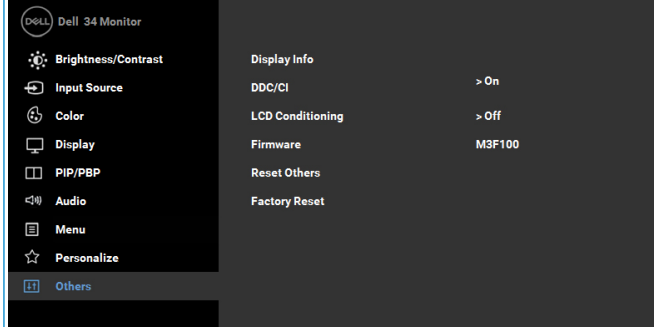 DELL Dell 34 Monitor
Brightness/Contrast Display Info
Input Source DDC/CI > On
Color LCD Conditioning > Off
Display Firmware M3F100
PIP/PBP Reset Others
Audio Factory Reset
Menu
Personalize
Others